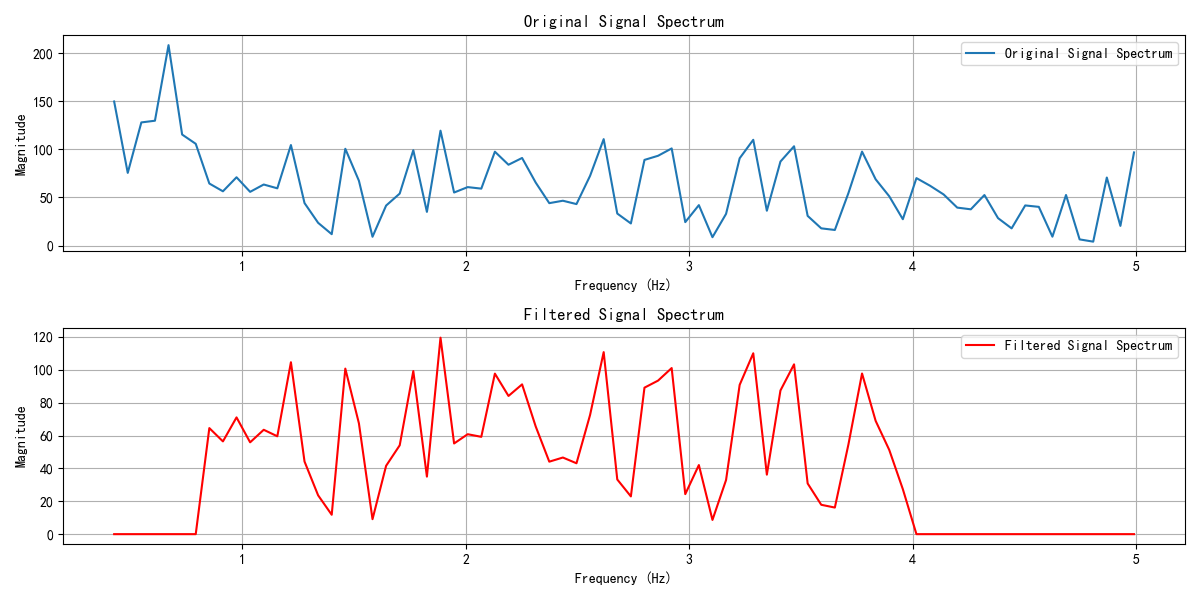 Original Signal Spectrum
Original Signal Spectrum
Magnitude
200
150
100
50
0
1 2 3 4 5
Frequency (Hz)
Filtered Signal Spectrum
Filtered Signal Spectrum
Magnitude
120
100
80
60
40
20
0
1 2 3 4 5
Frequency (Hz)